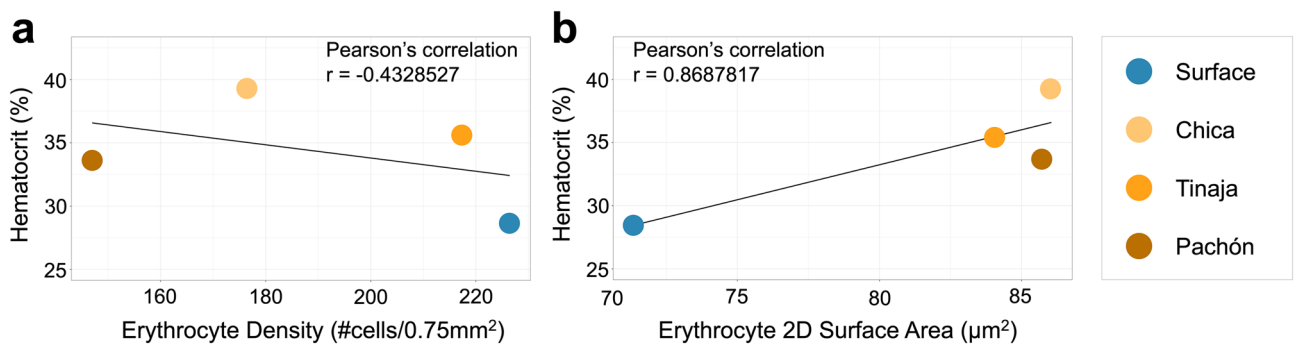 a
Pearson's correlation
r = -0.4328527
Hematocrit (%)
40
35
30
25
160 180 200 220
Erythrocyte Density (#cells/0.75mm²)
b
Pearson's correlation
r = 0.8687817
Hematocrit (%)
40
35
30
25
70 75 80 85
Erythrocyte 2D Surface Area (µm²)
Surface
Chica
Tinaja
Pachón